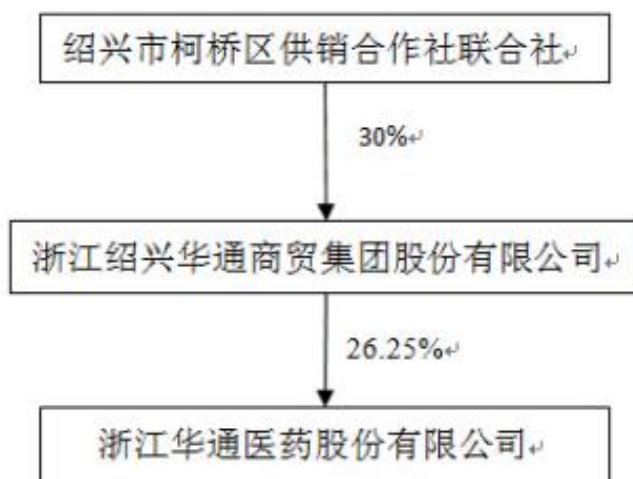 绍兴市柯桥区供销合作社联合社
30%
浙江绍兴华通商贸集团股份有限公司
26.25%
浙江华通医药股份有限公司